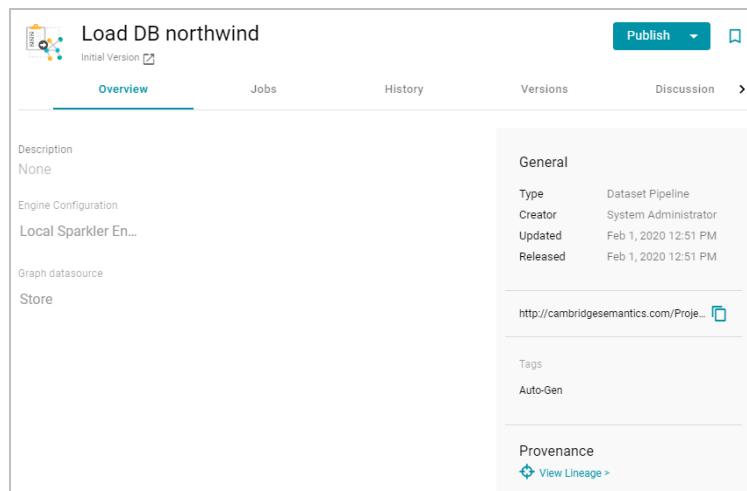 Load DB northwind
Publish
Initial Version
Overview
Jobs
History
Versions
Discussion
Description
None
Engine Configuration
Local Sparkler En...
Graph datasource
Store
General
Type Dataset Pipeline
Creator System Administrator
Updated Feb 1, 2020 12:51 PM
Released Feb 1, 2020 12:51 PM
http://cambridgesemantics.com/Proje...
Tags
Auto-Gen
Provenance
View Lineage >